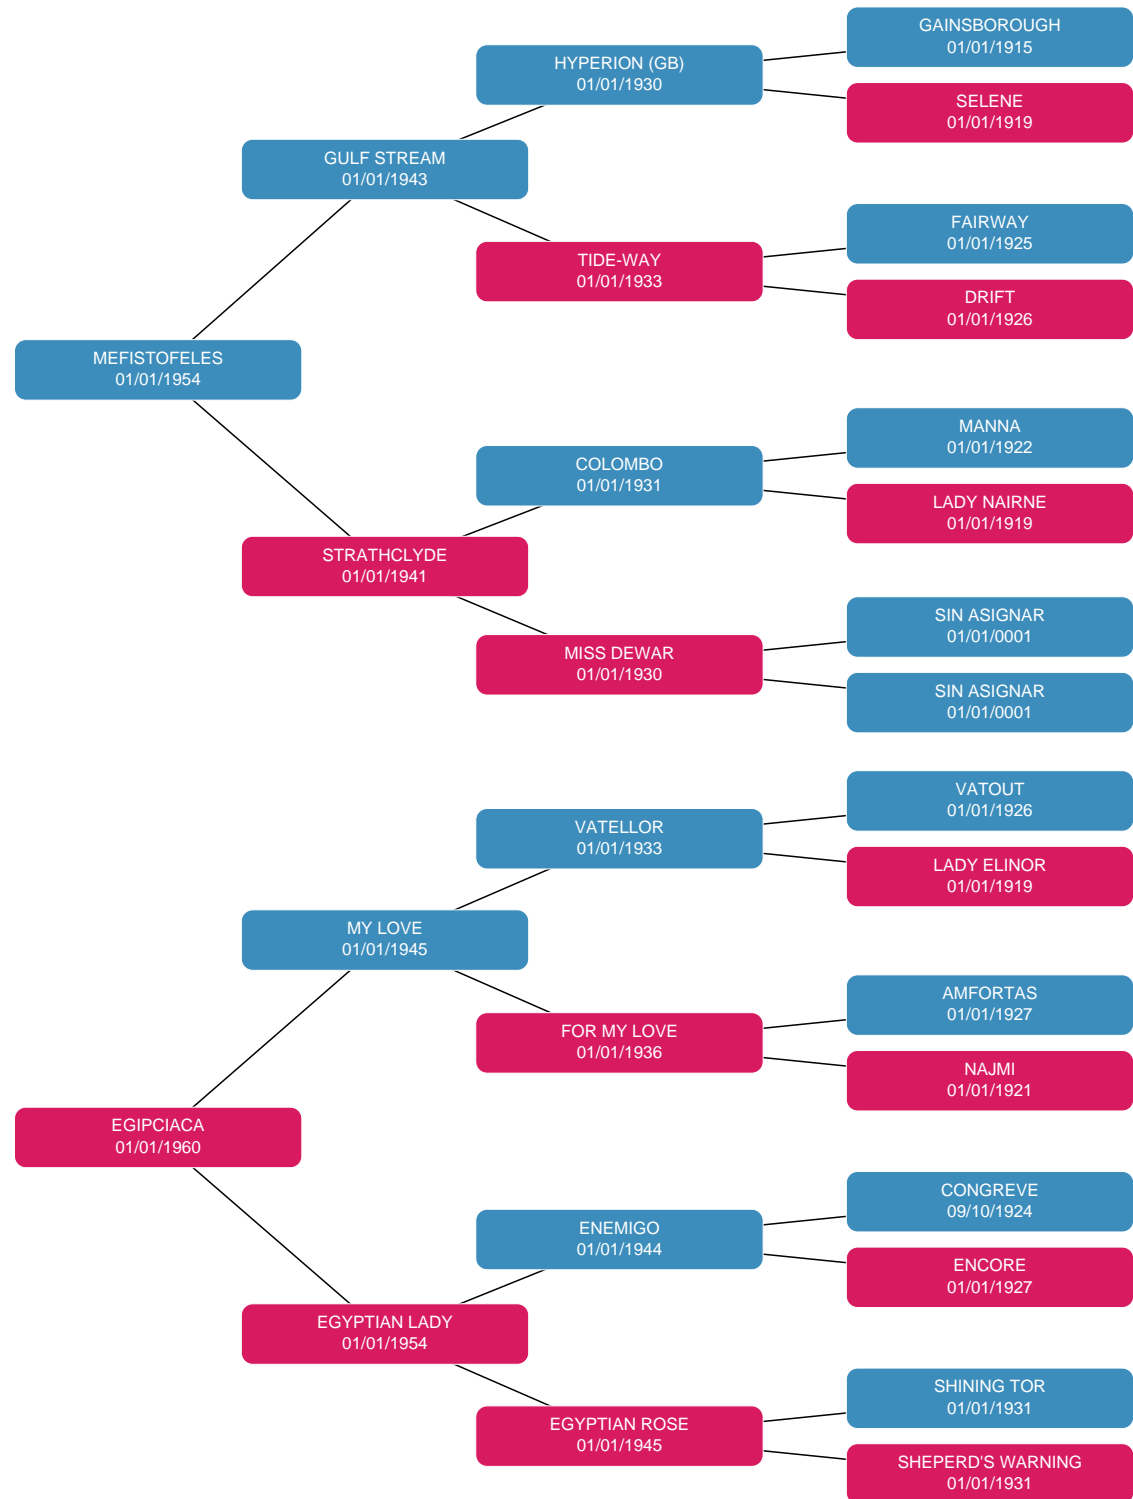 GAINSBOROUGH
01/01/1915
HYPERION (GB)
01/01/1930
SELENE
01/01/1919
GULF STREAM
01/01/1943
FAIRWAY
01/01/1925
TIDE-WAY
01/01/1933
DRIFT
01/01/1926
MEFISTOFELES
01/01/1954
MANNA
01/01/1922
COLOMBO
01/01/1931
LADY NAIRNE
01/01/1919
STRATHCLYDE
01/01/1941
SIN ASIGNAR
01/01/0001
MISS DEWAR
01/01/1930
SIN ASIGNAR
01/01/0001
VATOUT
01/01/1926
VATELLOR
01/01/1933
LADY ELINOR
01/01/1919
MY LOVE
01/01/1945
AMFORTAS
01/01/1927
FOR MY LOVE
01/01/1936
NAJMI
01/01/1921
EGIPCIACA
01/01/1960
CONGREVE
09/10/1924
ENEMIGO
01/01/1944
ENCORE
01/01/1927
EGYPTIAN LADY
01/01/1954
SHINING TOR
01/01/1931
EGYPTIAN ROSE
01/01/1945
SHEPERD'S WARNING
01/01/1931